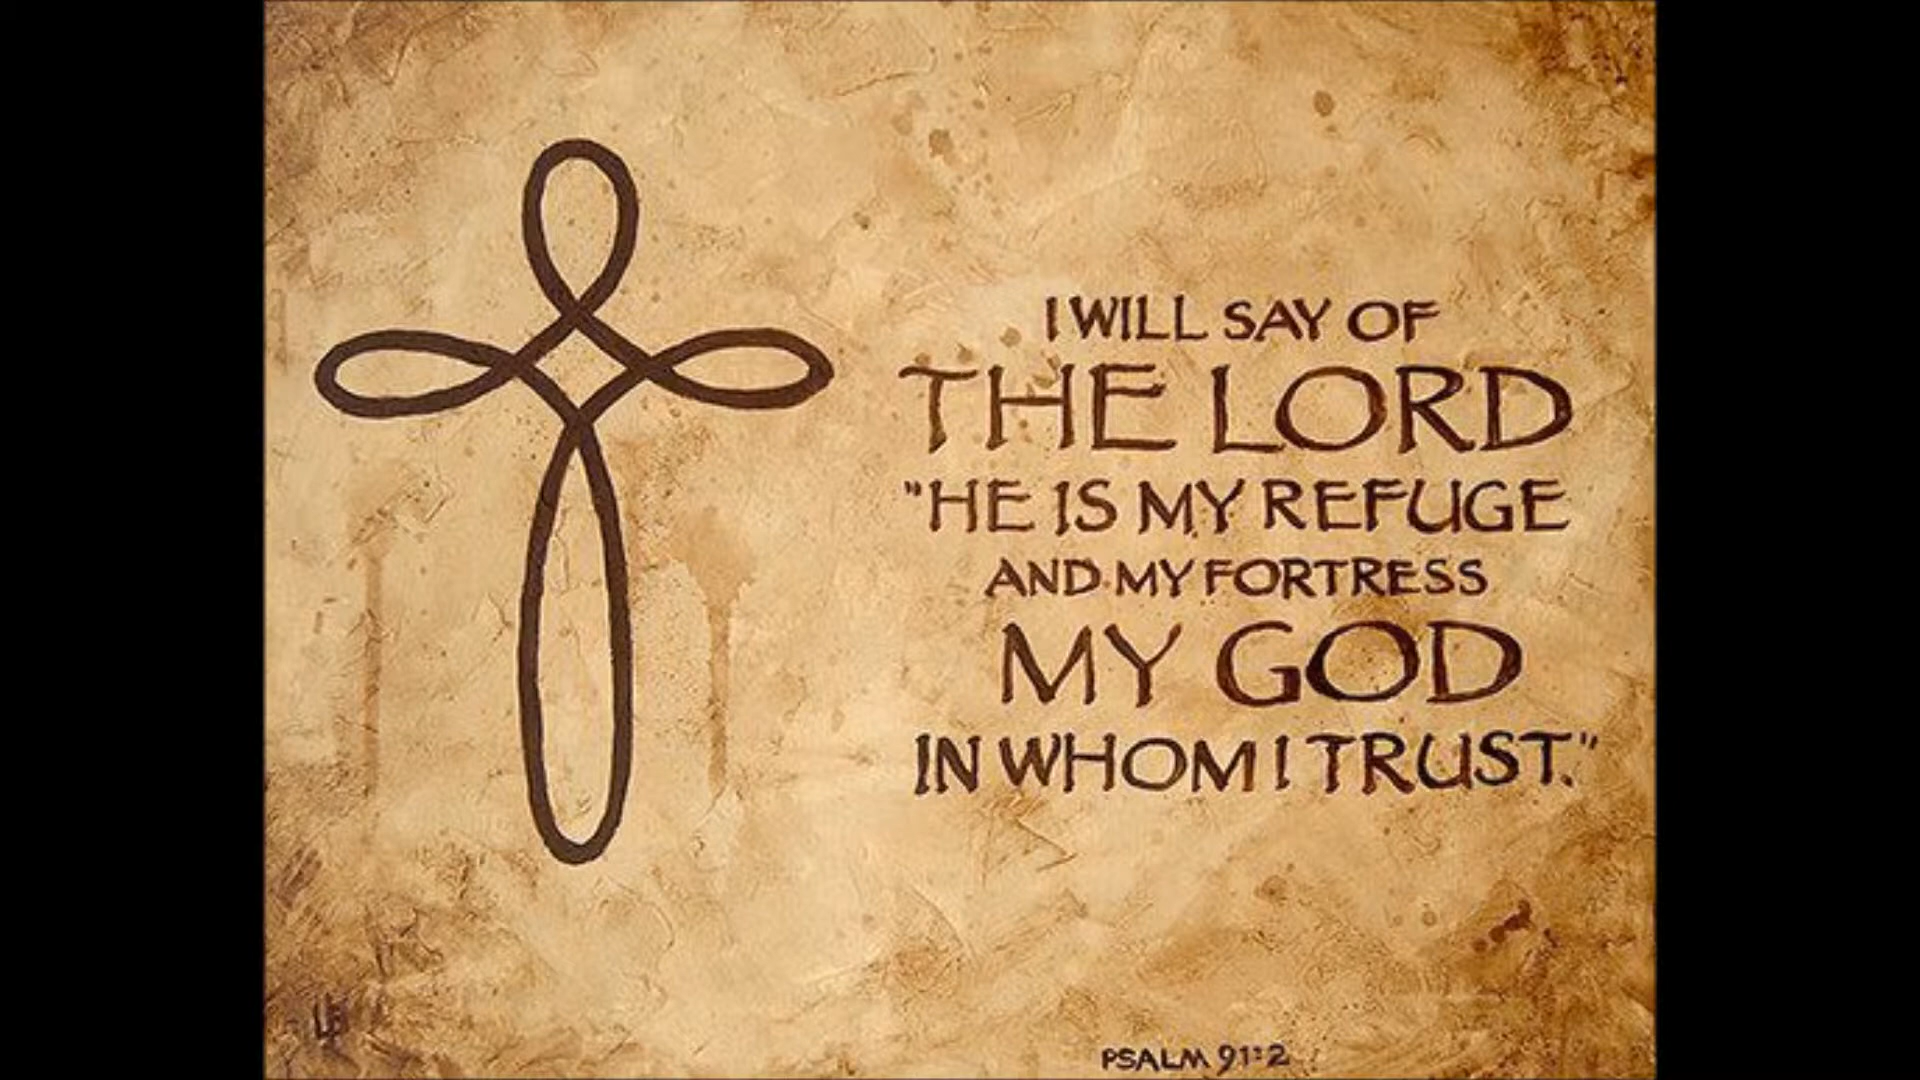 I WILL SAY OF
THE LORD
"HE IS MY REFUGE
AND MY FORTRESS
MY GOD
IN WHOM I TRUST."
PSALM 91:2